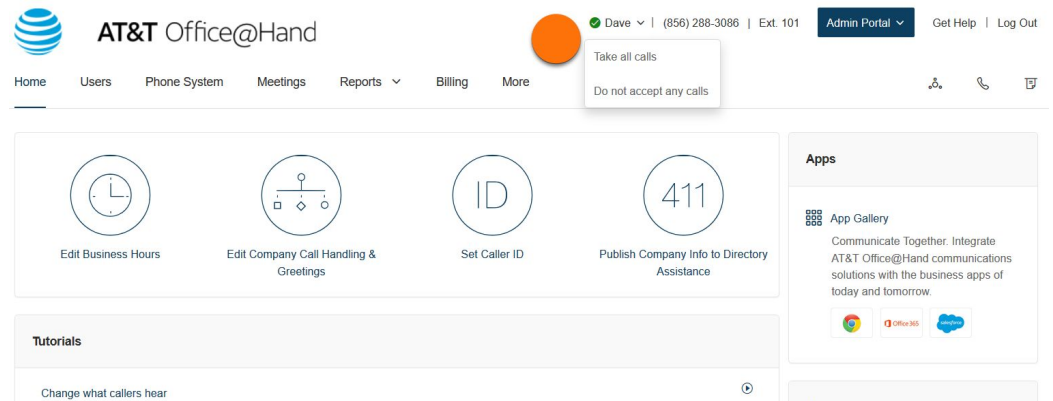 AT&T Office@Hand
Dave | (856) 288-3086 | Ext. 101
Admin Portal
Get Help | Log Out
Take all calls
Do not accept any calls
Home Users Phone System Meetings Reports Billing More
ID
411
Edit Business Hours
Edit Company Call Handling &
Greetings
Set Caller ID
Publish Company Info to Directory
Assistance
Apps
App Gallery
Communicate Together. Integrate
AT&T Office@Hand communications
solutions with the business apps of
today and tomorrow.
Office 365
salesforce
Tutorials
Change what callers hear